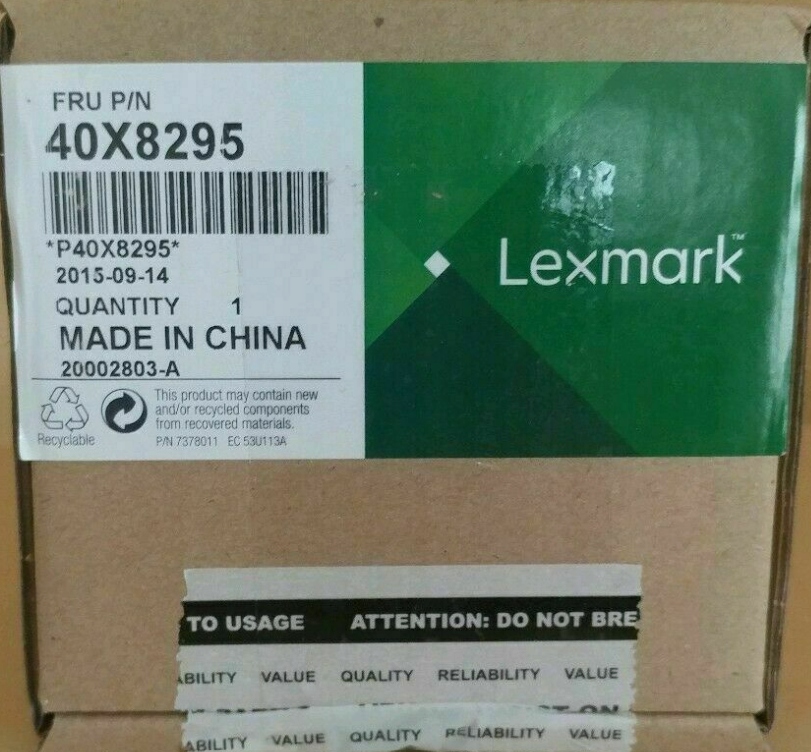 FRU P/N
40X8295
*P40X8295*
2015-09-14
QUANTITY 1
MADE IN CHINA
20002803-A
Recyclable
This product may contain new
and/or recycled components
from recovered materials.
P/N 7378011 EC 53U113A
Lexmark™
TO USAGE ATTENTION: DO NOT BRE
ABILITY VALUE QUALITY RELIABILITY VALUE
ABILITY VALUE QUALITY RELIABILITY VALUE